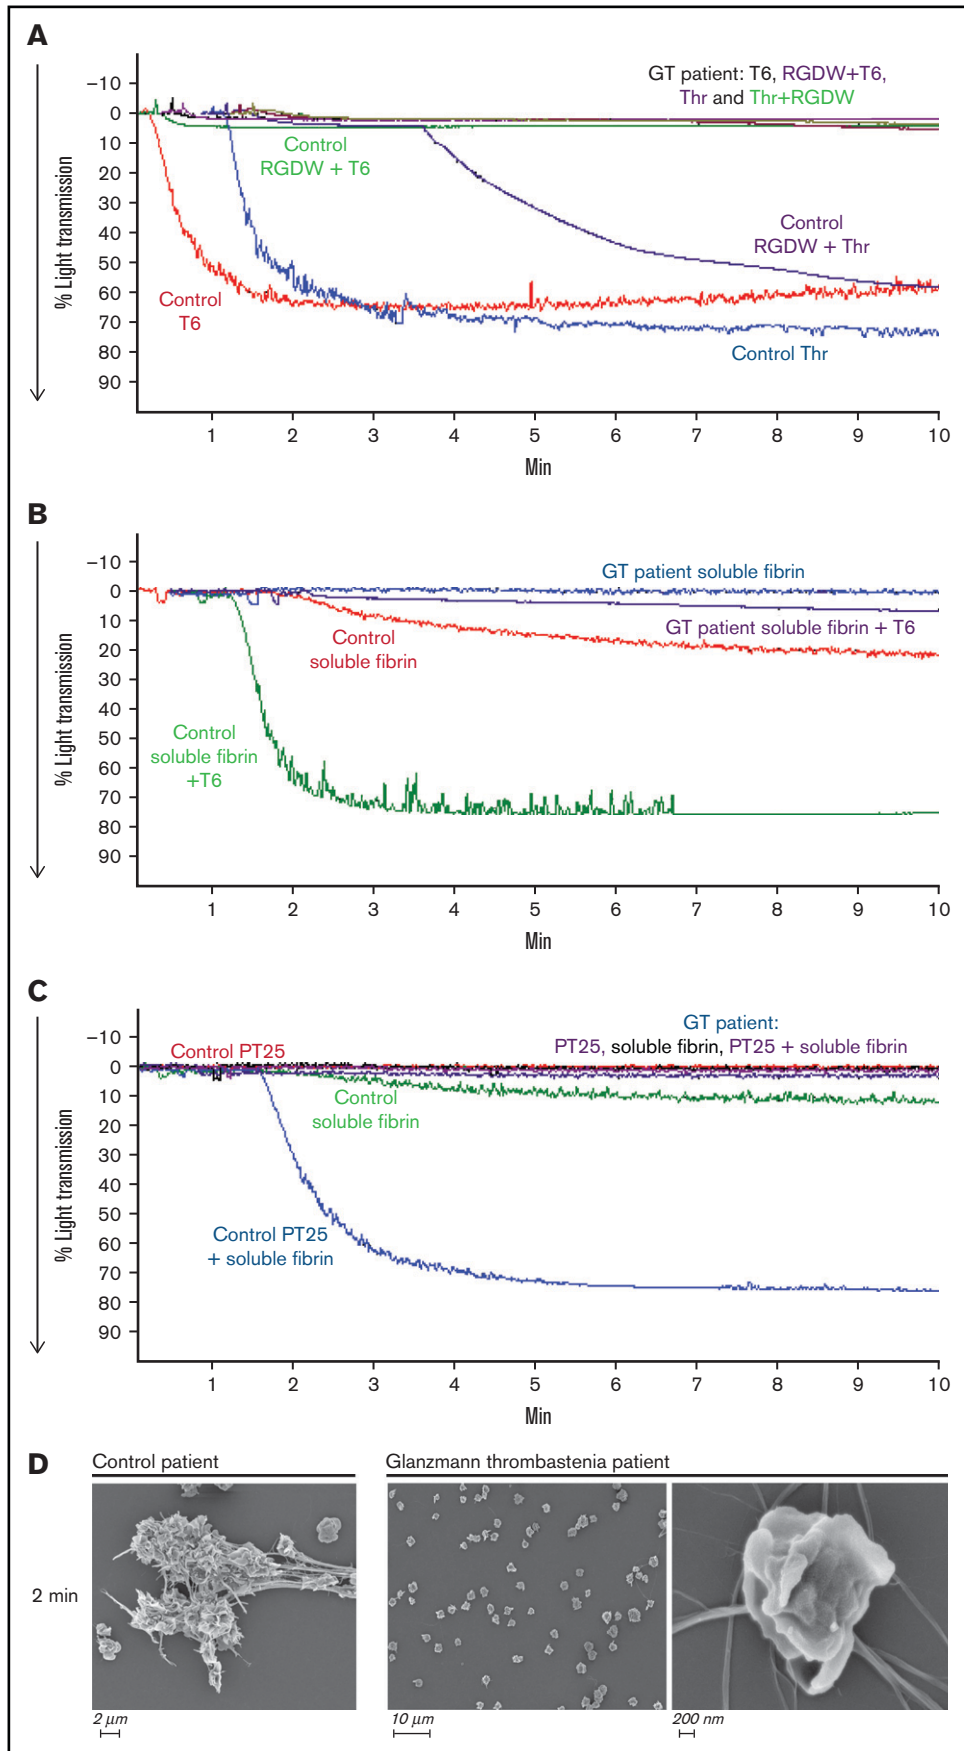 A
GT patient: T6, RGDW+T6,
Thr and Thr+RGDW
% Light transmission
−10
0
10
20
30
40
50
60
70
80
90
Control
RGDW + T6
Control
RGDW + Thr
Control
T6
Control Thr
1 2 3 4 5 6 7 8 9 10
Min
B
% Light transmission
−10
0
10
20
30
40
50
60
70
80
90
GT patient soluble fibrin
GT patient soluble fibrin + T6
Control
soluble fibrin
Control
soluble fibrin
+T6
1 2 3 4 5 6 7 8 9 10
Min
C
% Light transmission
−10
0
10
20
30
40
50
60
70
80
90
GT patient:
PT25, soluble fibrin, PT25 + soluble fibrin
Control PT25
Control
soluble fibrin
Control PT25
+ soluble fibrin
1 2 3 4 5 6 7 8 9 10
Min
D
Control patient
Glanzmann thrombastenia patient
2 min
2 µm
10 µm
200 nm